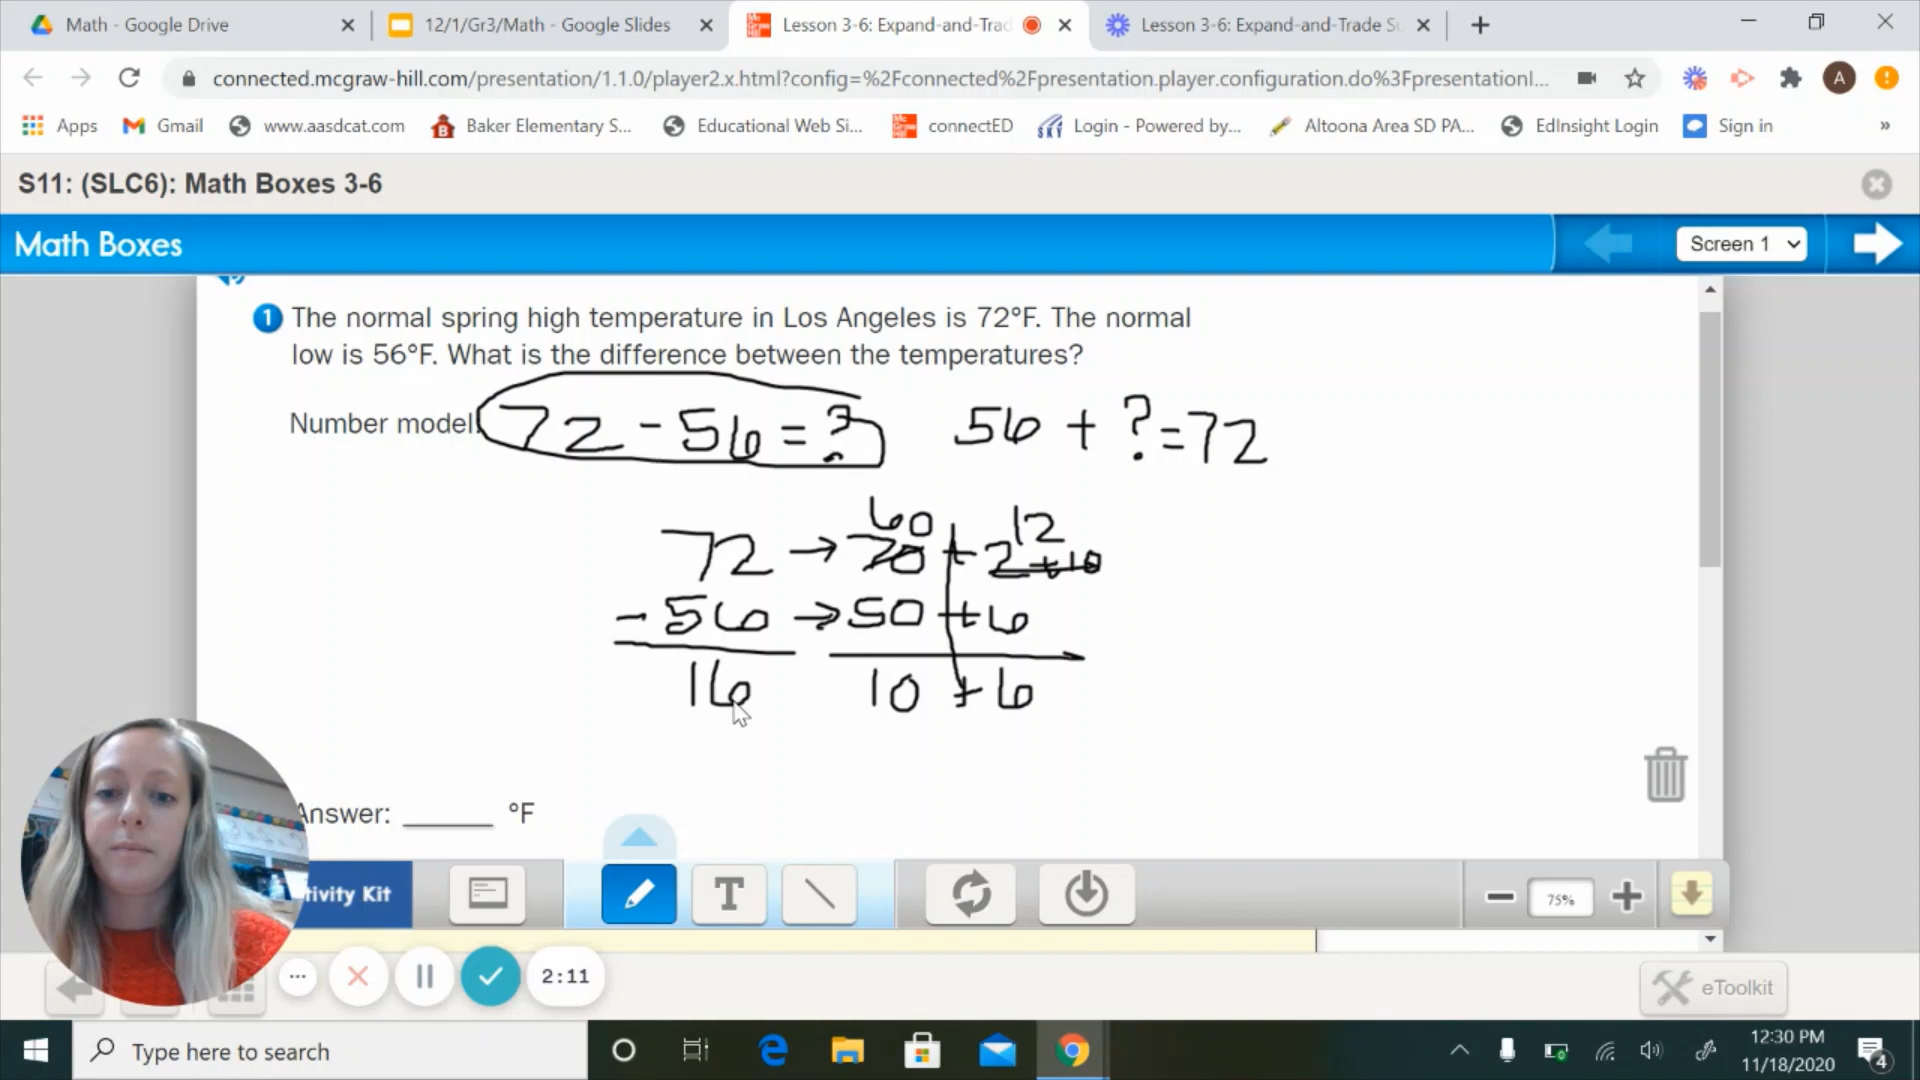 Math - Google Drive
12/1/Gr3/Math - Google Slides
Lesson 3-6: Expand-and-Trad
Lesson 3-6: Expand-and-Trade Su
connected.mcgraw-hill.com/presentation/1.1.0/player2.x.html?config=%2Fconnected%2Fpresentation.player.configuration.do%3FpresentationI...
A
Apps
Gmail
www.aasdcat.com
Baker Elementary S...
Educational Web Si...
connectED
Login - Powered by...
Altoona Area SD PA...
EdInsight Login
Sign in
»
S11: (SLC6): Math Boxes 3-6
Math Boxes
Screen 1
1 The normal spring high temperature in Los Angeles is 72°F. The normal
low is 56°F. What is the difference between the temperatures?
Number model: 72 - 56 = ? 56 + ? = 72
60 12
72 → 70 + 2 + 10
- 56 → 50 + 6
16 10 + 6
Answer: ______ °F
tivity Kit
T
75%
2:11
eToolkit
Type here to search
12:30 PM
11/18/2020
4